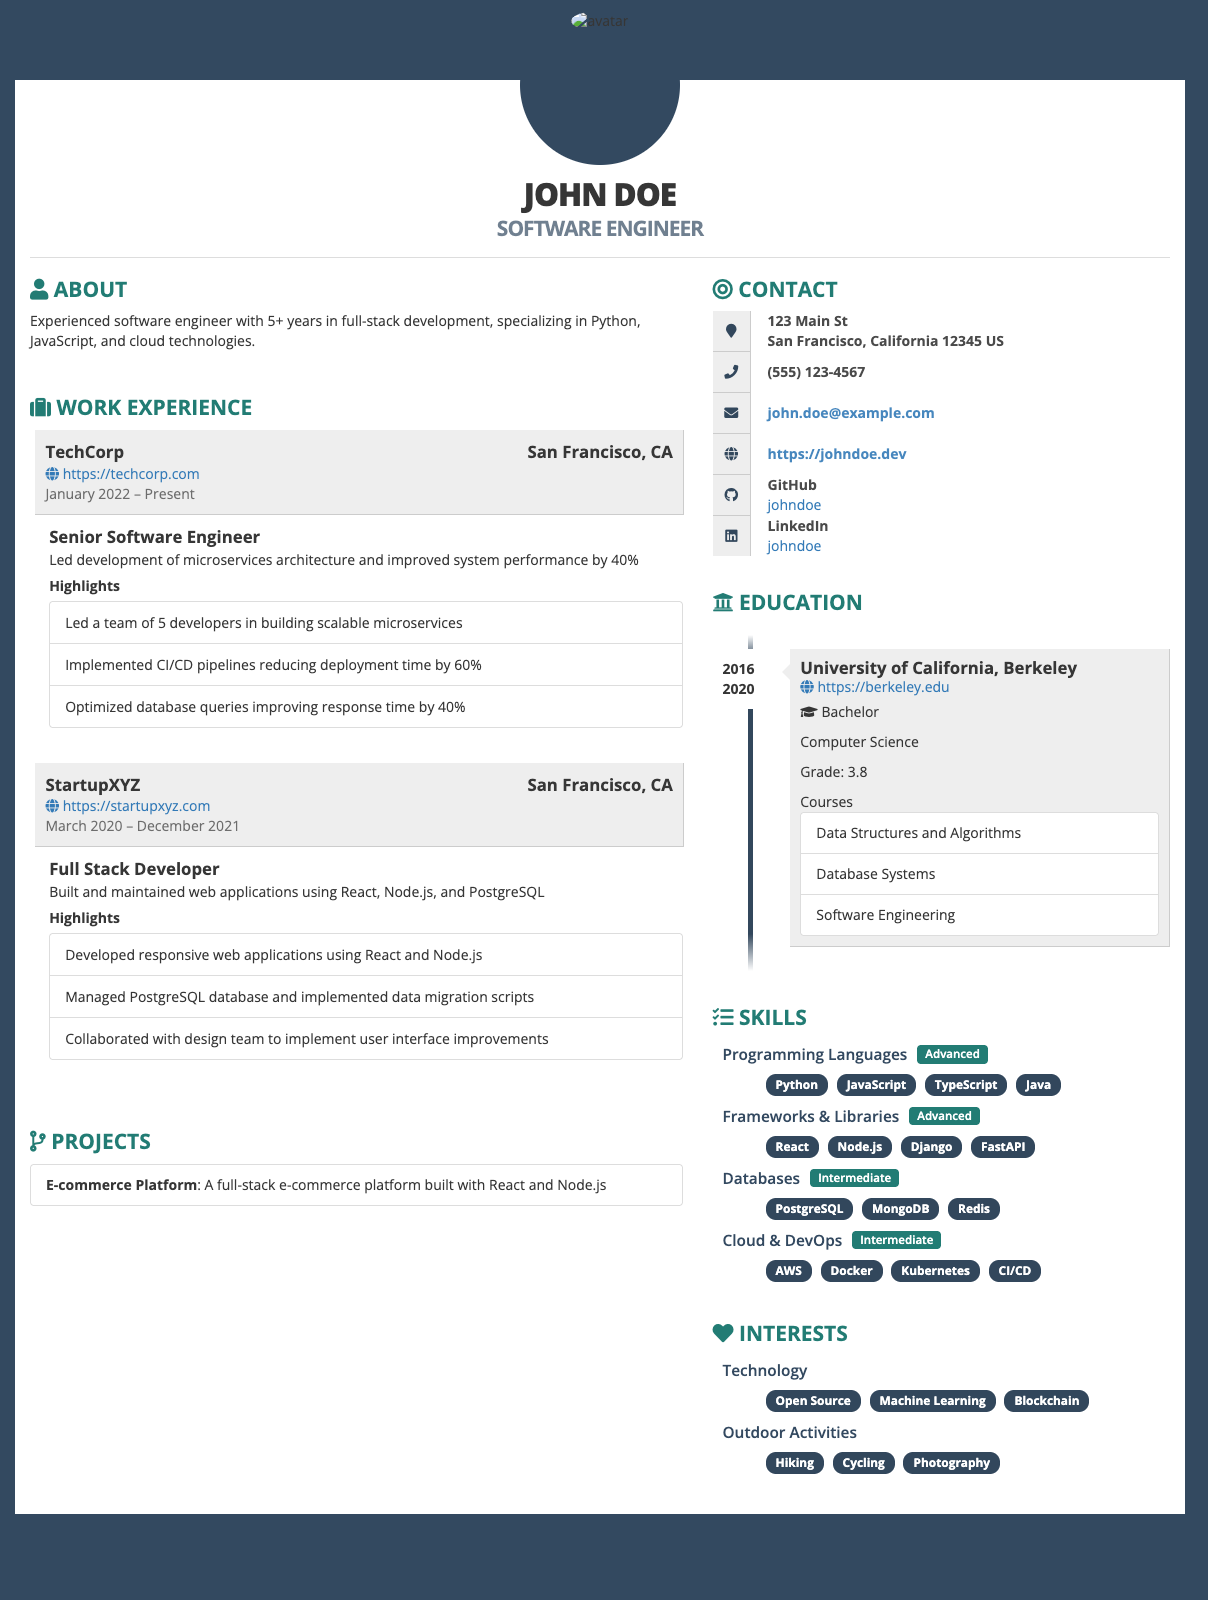 avatar
JOHN DOE
SOFTWARE ENGINEER
ABOUT
Experienced software engineer with 5+ years in full-stack development, specializing in Python,
JavaScript, and cloud technologies.
WORK EXPERIENCE
TechCorp San Francisco, CA
https://techcorp.com
January 2022 – Present
Senior Software Engineer
Led development of microservices architecture and improved system performance by 40%
Highlights
Led a team of 5 developers in building scalable microservices
Implemented CI/CD pipelines reducing deployment time by 60%
Optimized database queries improving response time by 40%
StartupXYZ San Francisco, CA
https://startupxyz.com
March 2020 – December 2021
Full Stack Developer
Built and maintained web applications using React, Node.js, and PostgreSQL
Highlights
Developed responsive web applications using React and Node.js
Managed PostgreSQL database and implemented data migration scripts
Collaborated with design team to implement user interface improvements
PROJECTS
E-commerce Platform: A full-stack e-commerce platform built with React and Node.js
CONTACT
123 Main St
San Francisco, California 12345 US
(555) 123-4567
john.doe@example.com
https://johndoe.dev
GitHub
johndoe
LinkedIn
johndoe
EDUCATION
2016
2020
University of California, Berkeley
https://berkeley.edu
Bachelor
Computer Science
Grade: 3.8
Courses
Data Structures and Algorithms
Database Systems
Software Engineering
SKILLS
Programming Languages Advanced
Python JavaScript TypeScript Java
Frameworks & Libraries Advanced
React Node.js Django FastAPI
Databases Intermediate
PostgreSQL MongoDB Redis
Cloud & DevOps Intermediate
AWS Docker Kubernetes CI/CD
INTERESTS
Technology
Open Source Machine Learning Blockchain
Outdoor Activities
Hiking Cycling Photography